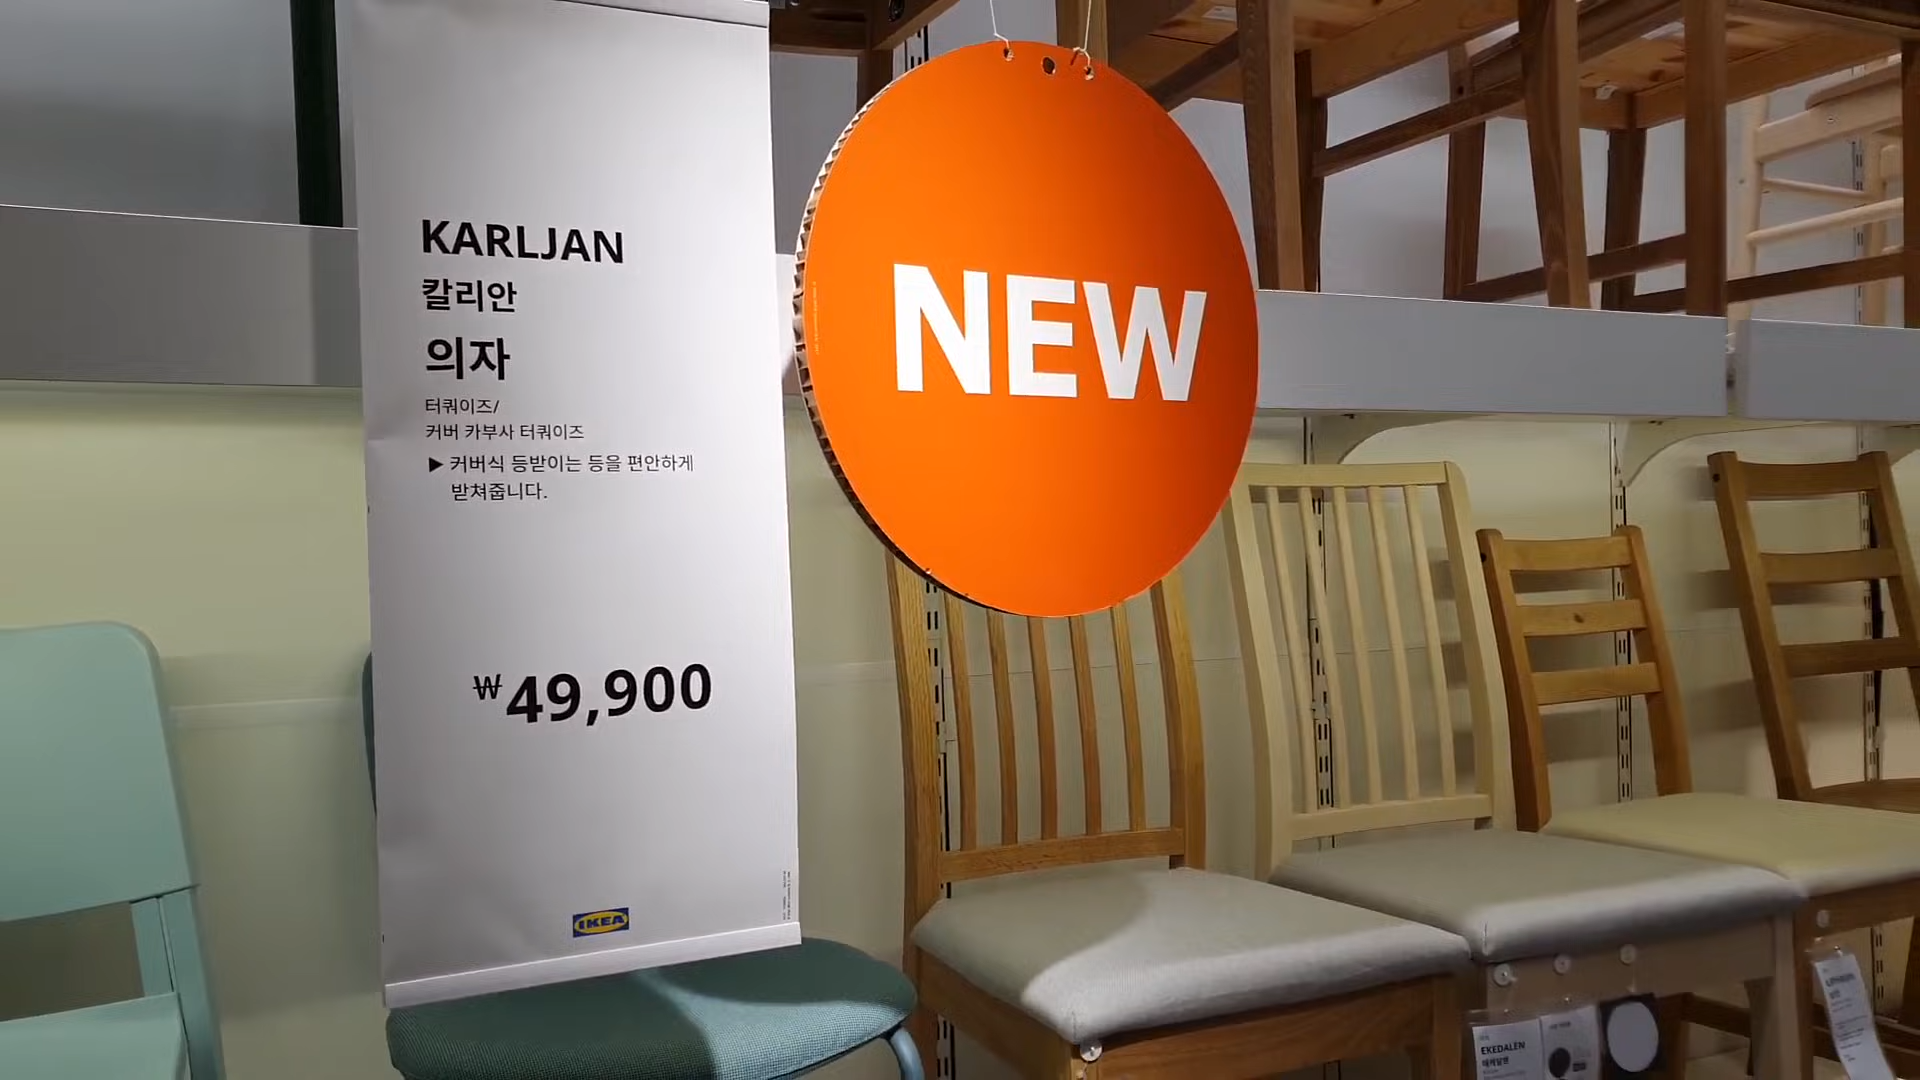 KARLJAN
칼리안
의자
터쿼이즈/
커버 카부사 터쿼이즈
▶ 커버식 등받이는 등을 편안하게
받쳐줍니다.
₩49,900
IKEA
NEW
EKEDALEN